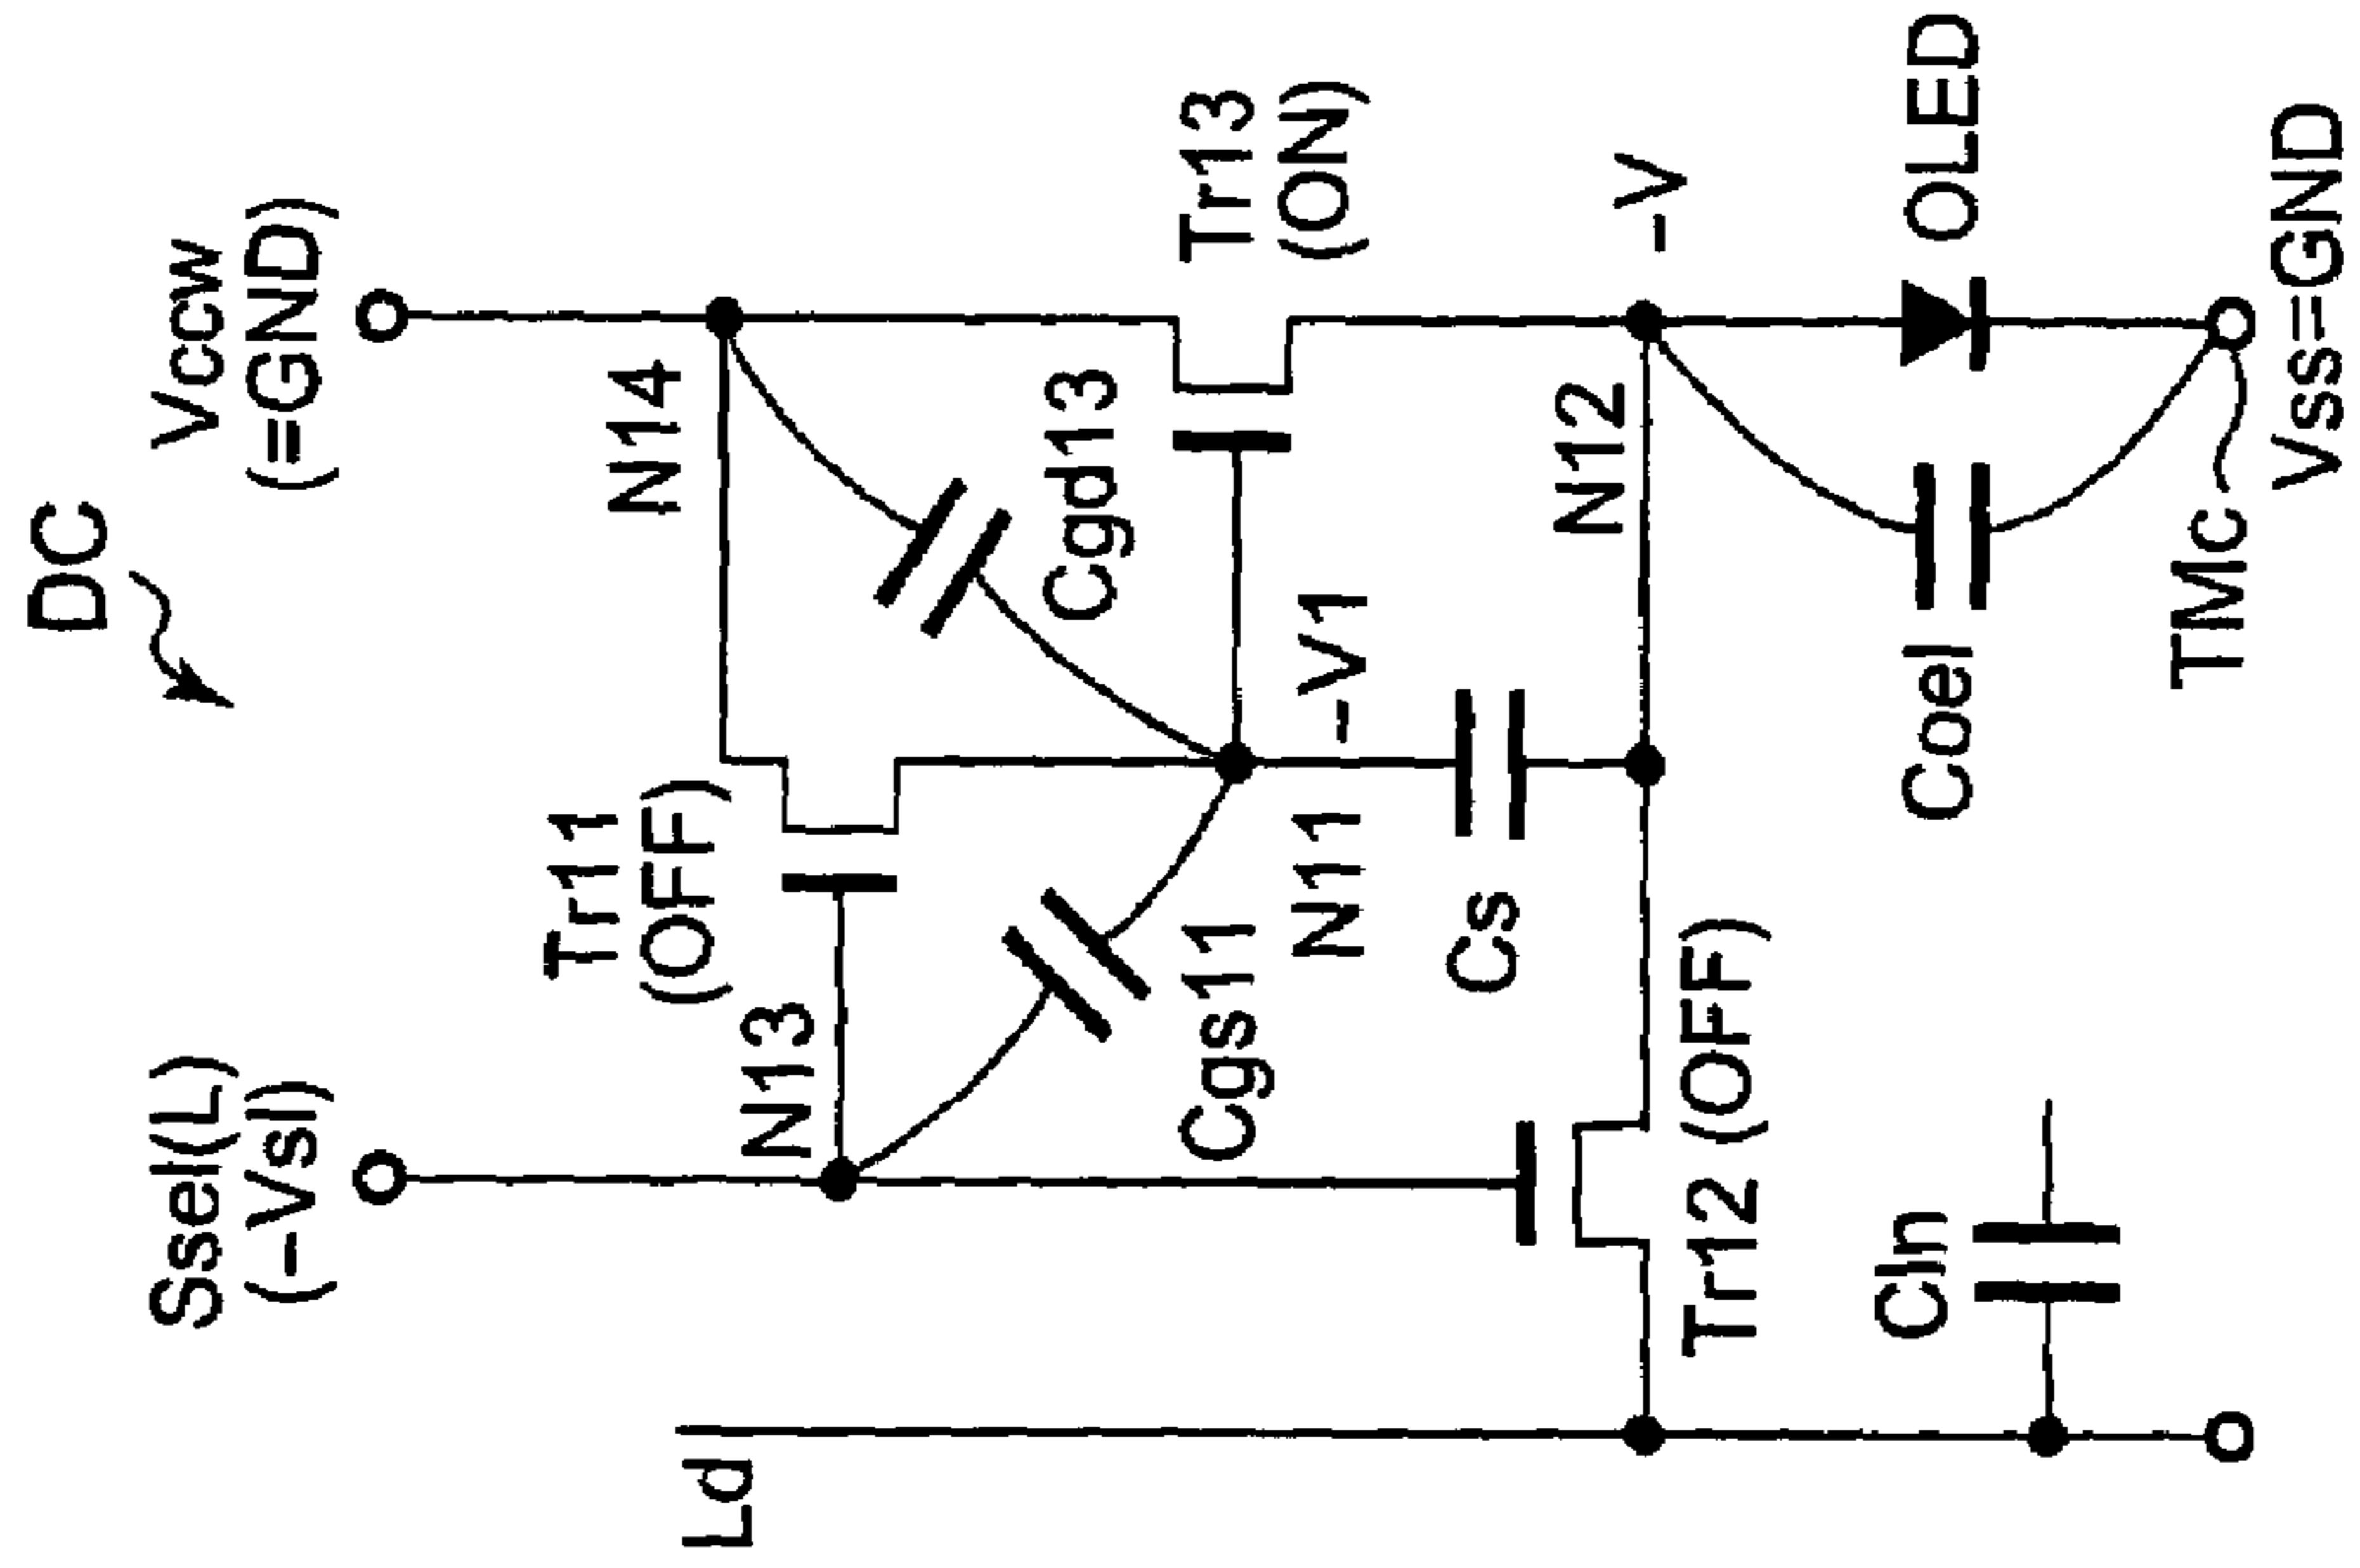 DC
Ssel(L)
(-Vsl)
Vccw
(=GND)
N14
Tr11
(OFF)
N13
Cgd13
Tr13
(ON)
Cgs11
N11
-V1
Cs
N12
-V
Tr12 (OFF)
Ld
Cln
Coel
OLED
TMc
Vss=GND